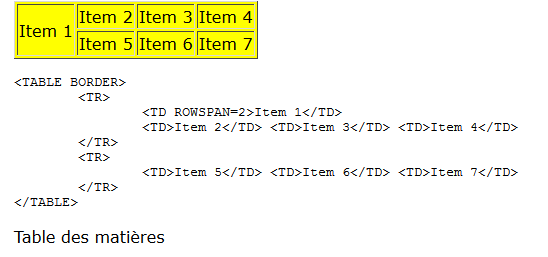 Item 1 Item 2 Item 3 Item 4
Item 5 Item 6 Item 7
<TABLE BORDER>
<TR>
<TD ROWSPAN=2>Item 1</TD>
<TD>Item 2</TD> <TD>Item 3</TD> <TD>Item 4</TD>
</TR>
<TR>
<TD>Item 5</TD> <TD>Item 6</TD> <TD>Item 7</TD>
</TR>
</TABLE>
Table des matières